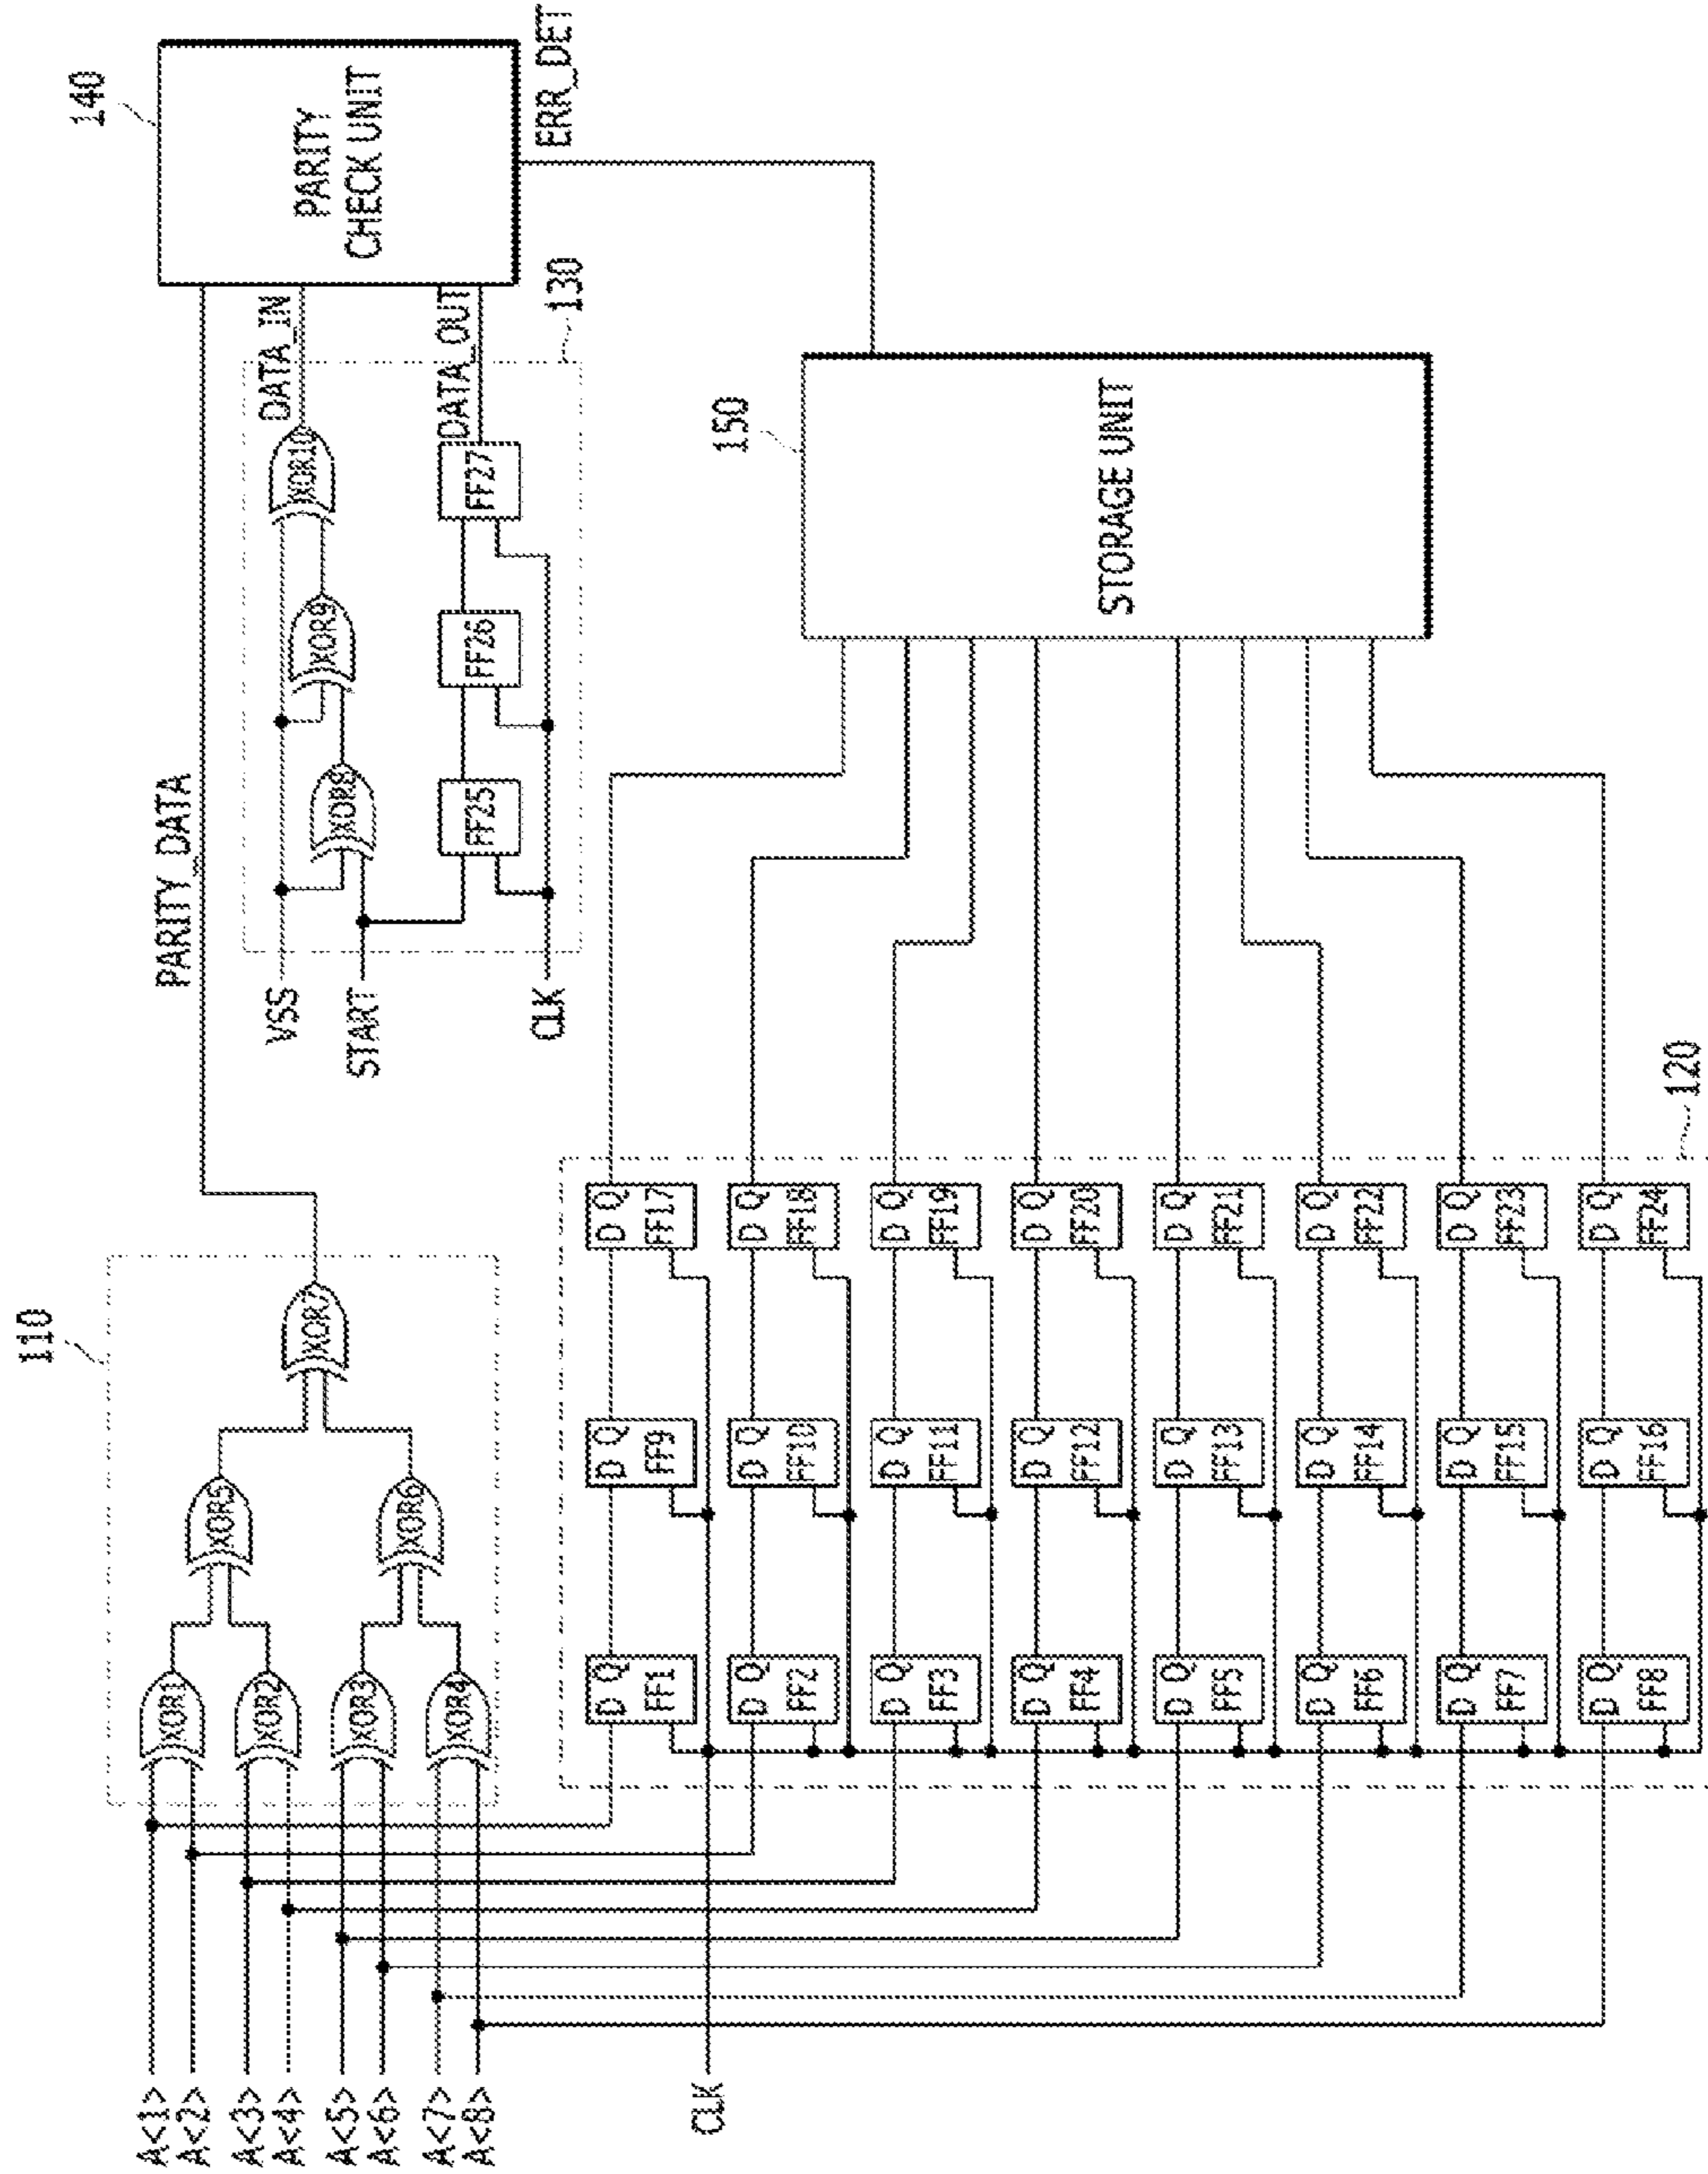 110
A<1>
A<2>
A<3>
A<4>
A<5>
A<6>
A<7>
A<8>
XOR1
XOR2
XOR3
XOR4
XOR5
XOR6
XOR7
PARITY_DATA
VSS
START
CLK
XOR8
XOR9
XOR10
DATA_IN
FF25
FF26
FF27
DATA_OUT
130
140
PARITY
CHECK UNIT
ERR_DET
CLK
D Q
FF1
D Q
FF9
D Q
FF17
D Q
FF2
D Q
FF10
D Q
FF18
D Q
FF3
D Q
FF11
D Q
FF19
D Q
FF4
D Q
FF12
D Q
FF20
D Q
FF5
D Q
FF13
D Q
FF21
D Q
FF6
D Q
FF14
D Q
FF22
D Q
FF7
D Q
FF15
D Q
FF23
D Q
FF8
D Q
FF16
D Q
FF24
120
150
STORAGE UNIT